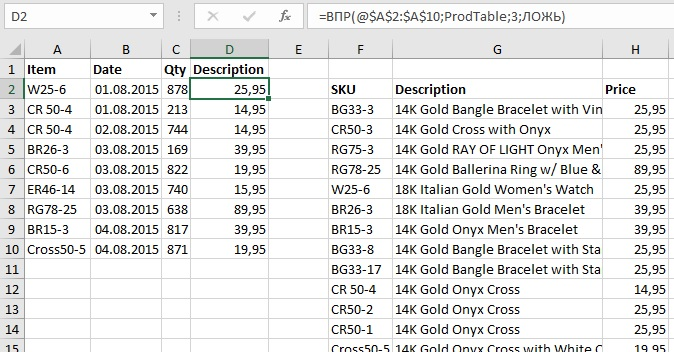 D2 fx =ВПР(@$A$2:$A$10;ProdTable;3;ЛОЖЬ)
A B C D E F G H
1 Item Date Qty Description
2 W25-6 01.08.2015 878 25,95 SKU Description Price
3 CR 50-4 01.08.2015 213 14,95 BG33-3 14K Gold Bangle Bracelet with Vin 25,95
4 CR 50-4 02.08.2015 744 14,95 CR50-3 14K Gold Cross with Onyx 25,95
5 BR26-3 03.08.2015 169 39,95 RG75-3 14K Gold RAY OF LIGHT Onyx Men' 25,95
6 CR50-6 03.08.2015 822 19,95 RG78-25 14K Gold Ballerina Ring w/ Blue & 89,95
7 ER46-14 03.08.2015 740 15,95 W25-6 18K Italian Gold Women's Watch 25,95
8 RG78-25 03.08.2015 638 89,95 BR26-3 18K Italian Gold Men's Bracelet 39,95
9 BR15-3 04.08.2015 817 39,95 BR15-3 14K Gold Onyx Men's Bracelet 39,95
10 Cross50-5 04.08.2015 871 19,95 BG33-8 14K Gold Bangle Bracelet with Sta 25,95
11 BG33-17 14K Gold Bangle Bracelet with Sta 25,95
12 CR 50-4 14K Gold Onyx Cross 14,95
13 CR50-2 14K Gold Onyx Cross 25,95
14 CR50-1 14K Gold Onyx Cross 25,95
15 Cross50-5 14K Gold Onyx Cross with White C 19,95